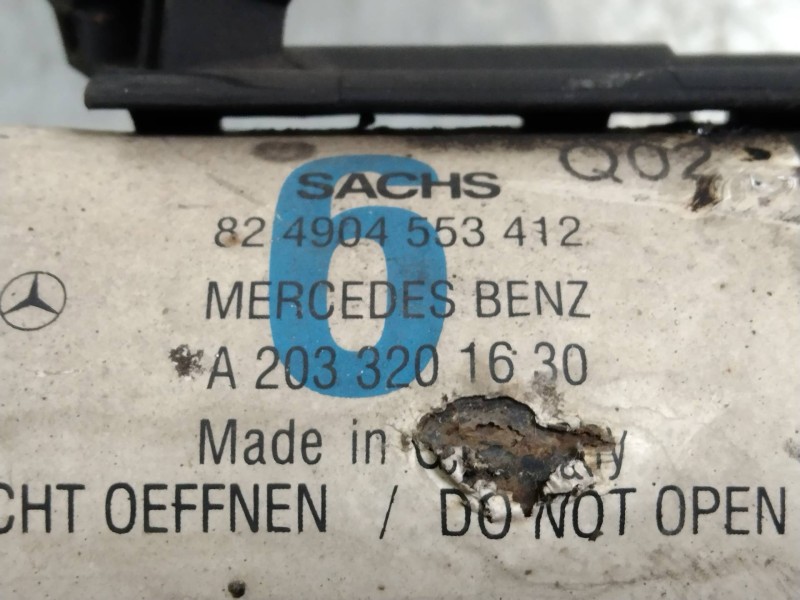 Q02
6
SACHS
82 4904 553 412
MERCEDES BENZ
A 203 320 16 30
Made in
CHT OEFFNEN / DO NOT OPEN